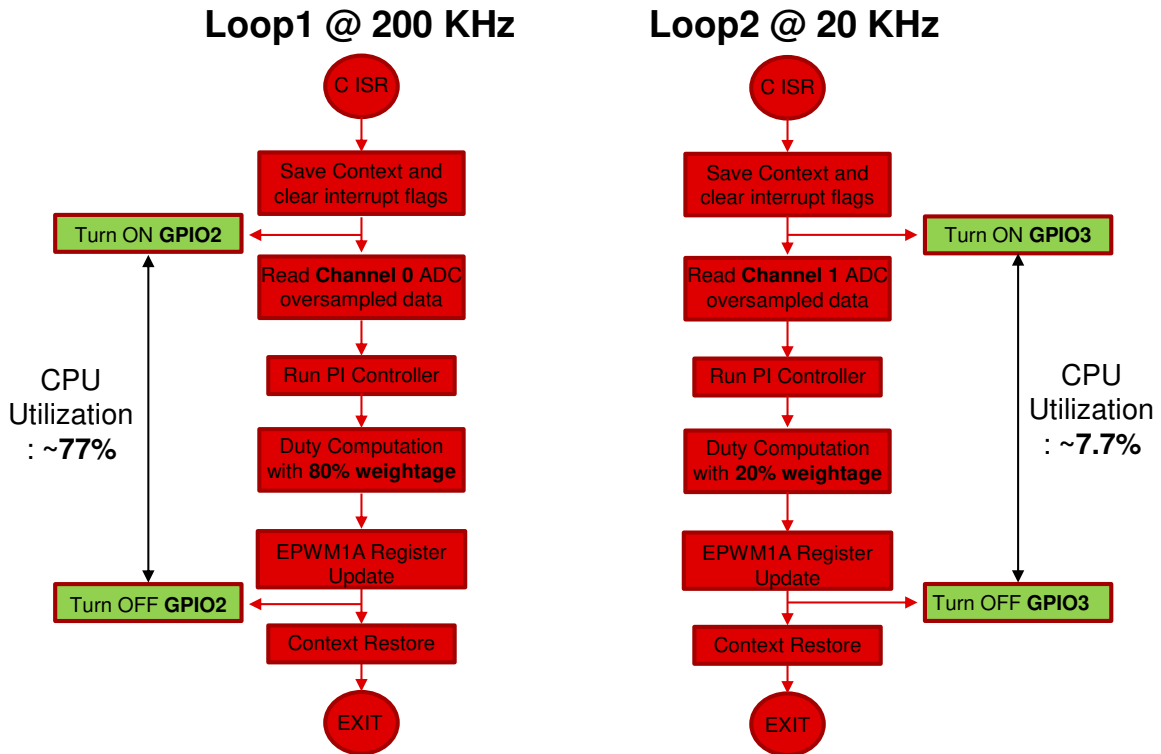 Loop1 @ 200 KHz
C ISR
Save Context and
clear interrupt flags
Turn ON GPIO2
Read Channel 0 ADC
oversampled data
Run PI Controller
CPU
Utilization
: ~77%
Duty Computation
with 80% weightage
EPWM1A Register
Update
Turn OFF GPIO2
Context Restore
EXIT
Loop2 @ 20 KHz
C ISR
Save Context and
clear interrupt flags
Turn ON GPIO3
Read Channel 1 ADC
oversampled data
Run PI Controller
CPU
Utilization
: ~7.7%
Duty Computation
with 20% weightage
EPWM1A Register
Update
Turn OFF GPIO3
Context Restore
EXIT